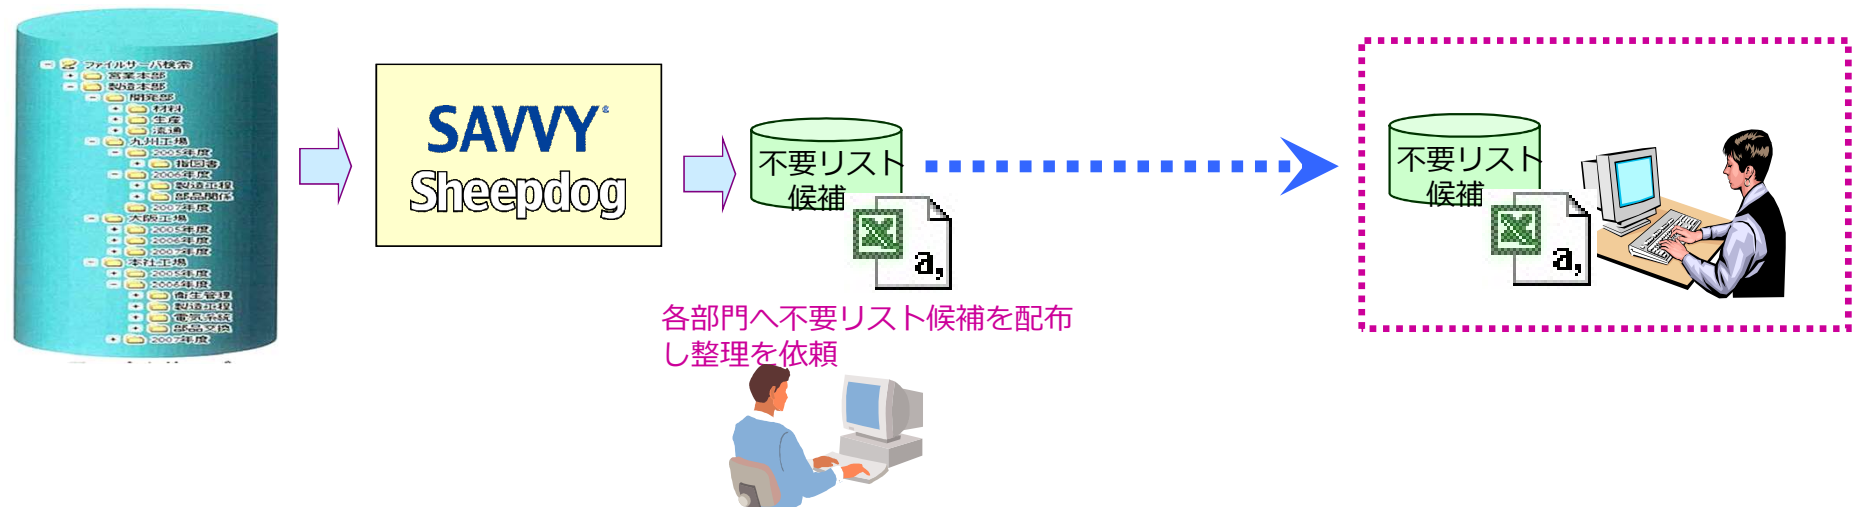 ファイルサーバ検索
営業本部
製造本部
開発部
材料
生産
流通
九州工場
2005年度
指図書
2006年度
製造工程
部品関係
2007年度
大阪工場
2005年度
2006年度
2007年度
本社工場
2005年度
2006年度
衛生管理
製造工程
電気系統
部品交換
2007年度
SAVVY®
Sheepdog
不要リスト
候補
a,
各部門へ不要リスト候補を配布
し整理を依頼
不要リスト
候補
a,